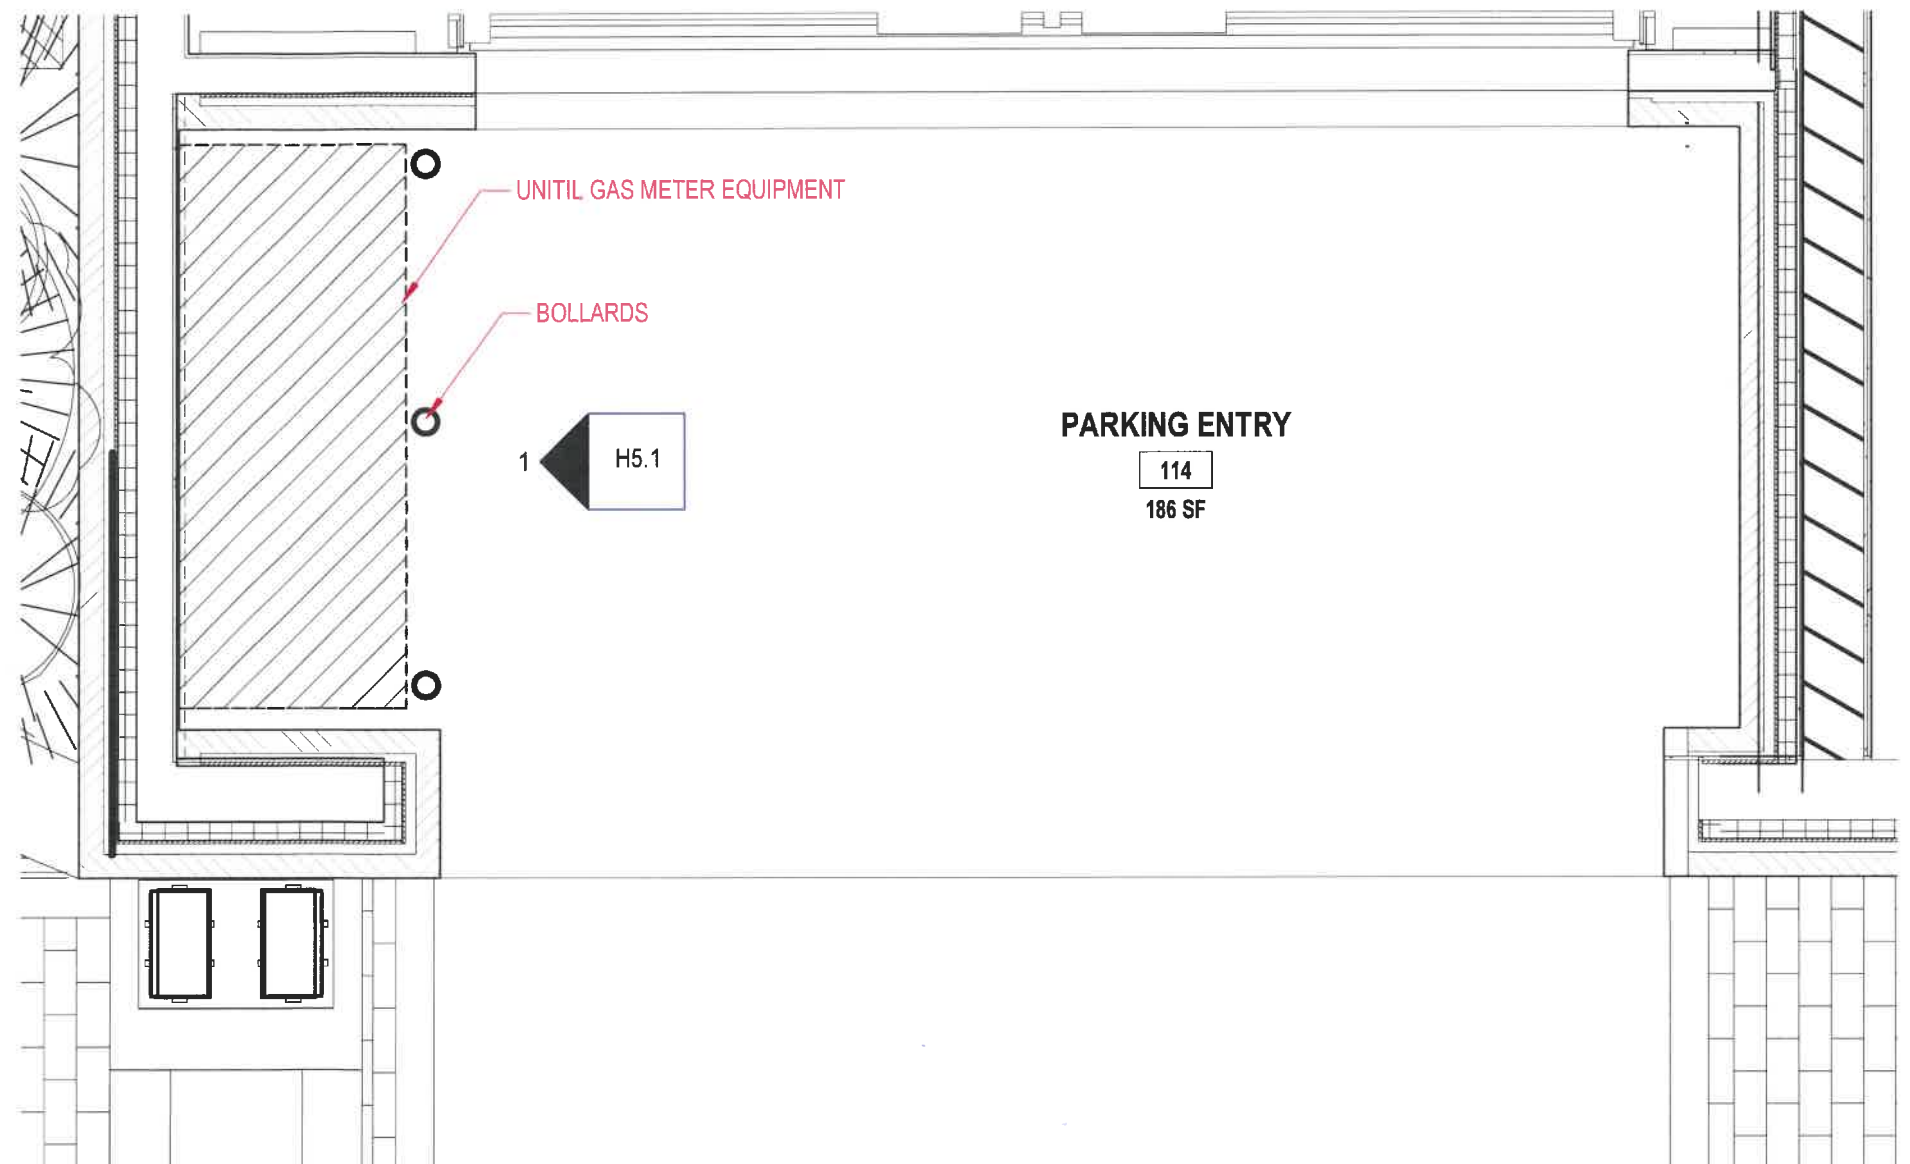 UNITIL GAS METER EQUIPMENT
BOLLARDS
1
H5.1
PARKING ENTRY
114
186 SF